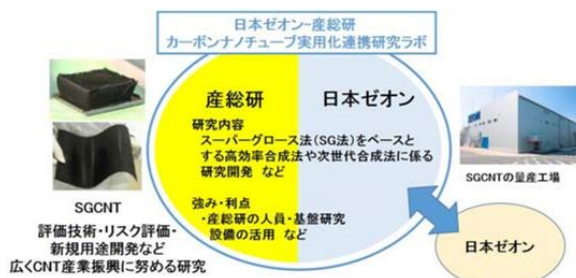 日本ゼオン-産総研
カーボンナノチューブ実用化連携研究ラボ
産総研
日本ゼオン
研究内容
スーパーグロース法(SG法)をベースと
する高効率合成法や次世代合成法に係る
研究開発 など
強み・利点
・産総研の人員・基盤研究
設備の活用 など
SGCNT
評価技術・リスク評価・
新規用途開発など
広くCNT産業振興に努める研究
SGCNTの量産工場
日本ゼオン